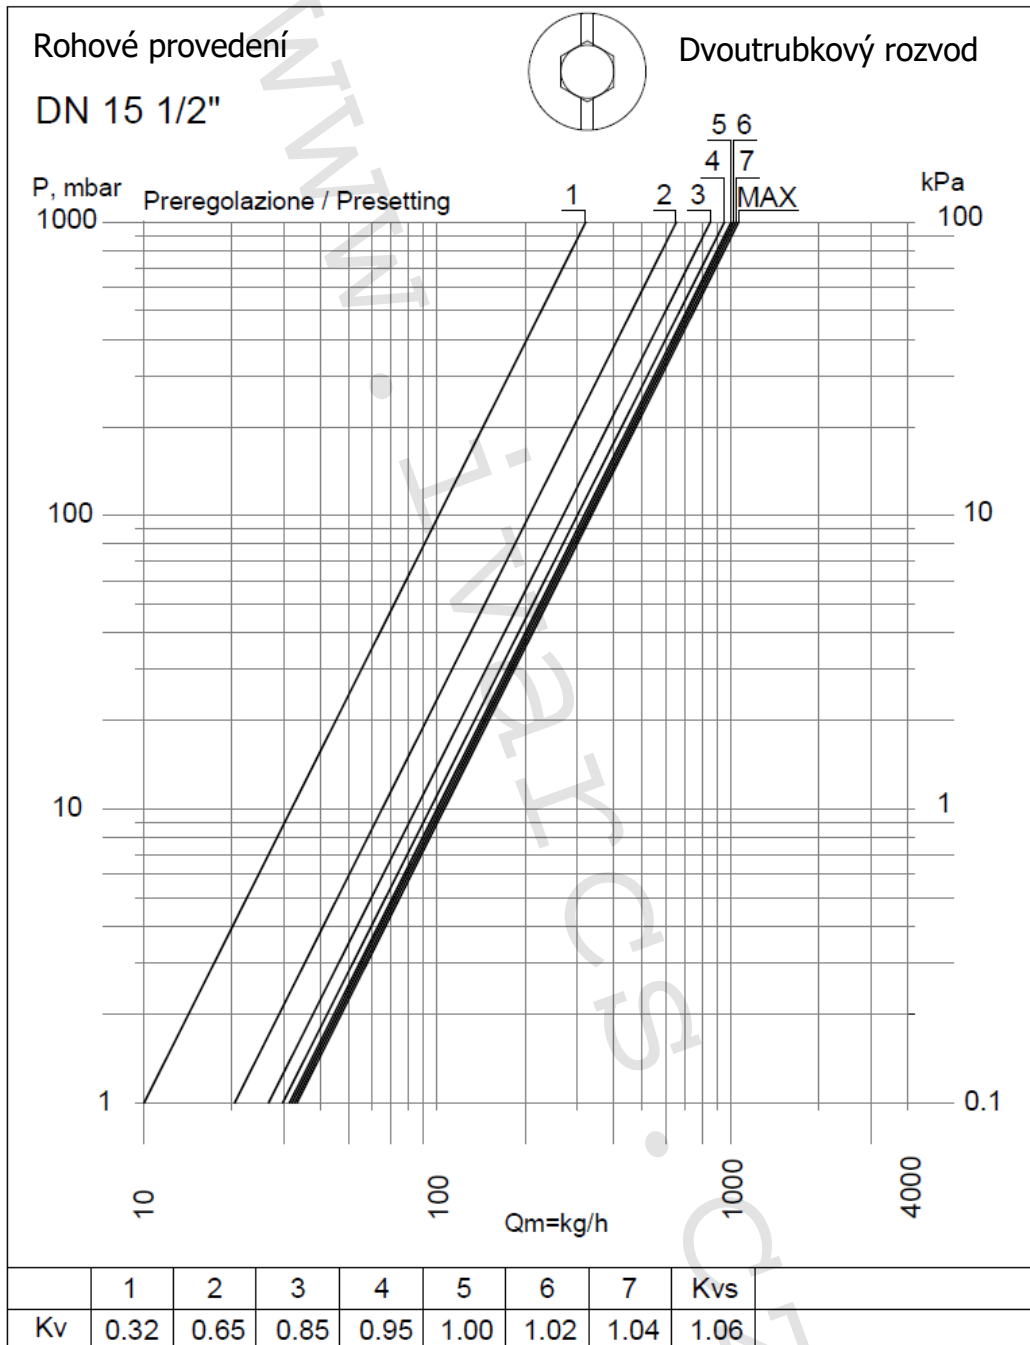 Rohové provedení
Dvoutrubkový rozvod
DN 15 1/2"
5 6
4 7
P, mbar
Preregolazione / Presetting
1 2 3 MAX
kPa
1000 100
100 10
10 1
1 0.1
10 100 1000 4000
Qm=kg/h
1 2 3 4 5 6 7 Kvs
Kv 0.32 0.65 0.85 0.95 1.00 1.02 1.04 1.06
www.ivarcs.cz